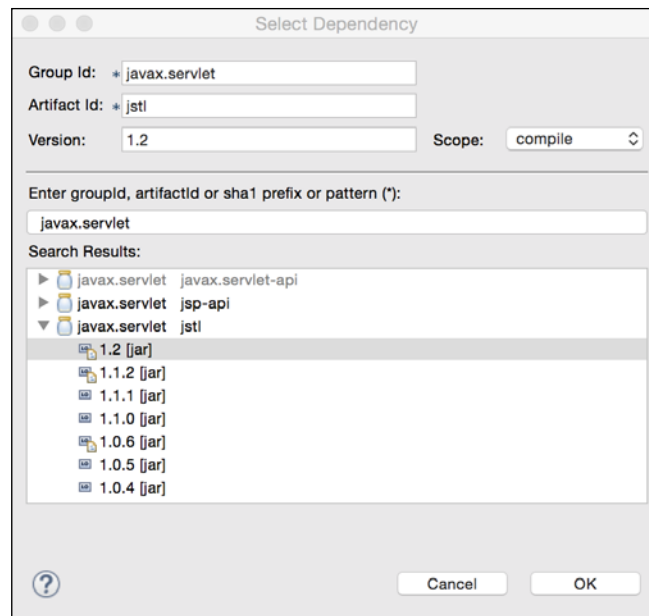 Select Dependency
Group Id: * javax.servlet
Artifact Id: * jstl
Version: 1.2 Scope: compile
Enter groupId, artifactId or sha1 prefix or pattern (*):
javax.servlet
Search Results:
javax.servlet javax.servlet-api
javax.servlet jsp-api
javax.servlet jstl
1.2 [jar]
1.1.2 [jar]
1.1.1 [jar]
1.1.0 [jar]
1.0.6 [jar]
1.0.5 [jar]
1.0.4 [jar]
? Cancel OK